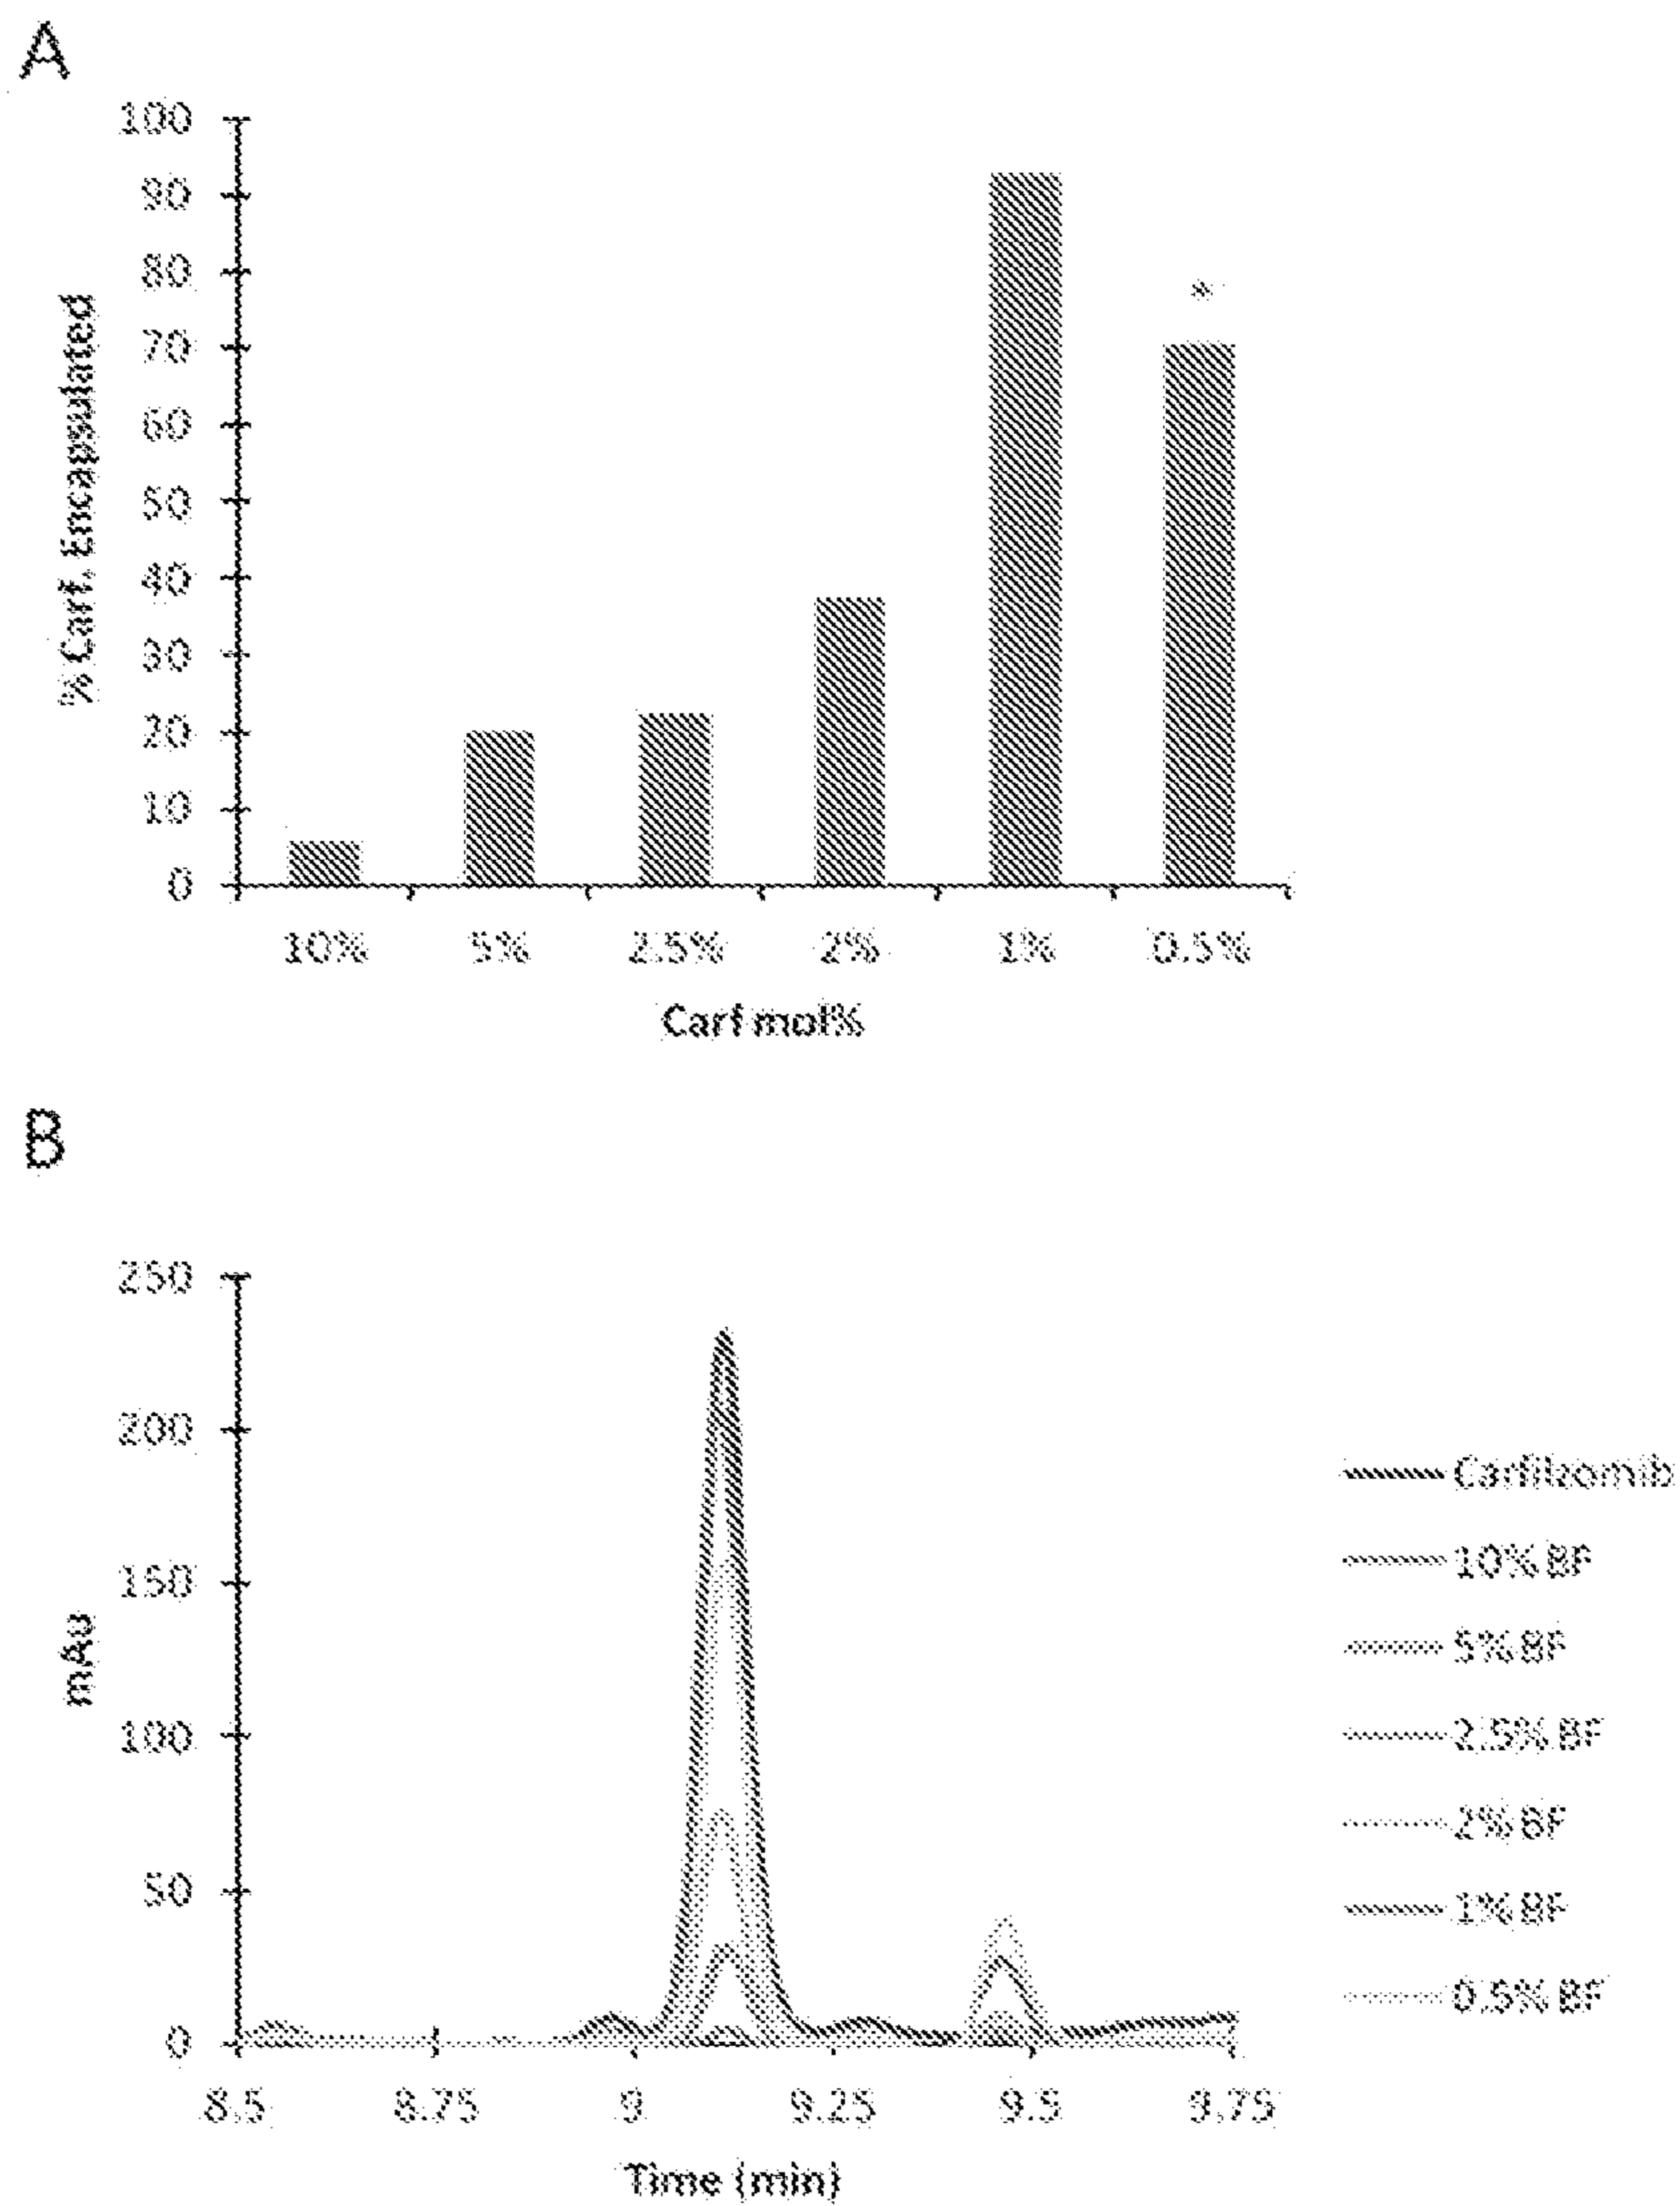 A
100
90
80
70
60
50
40
30
20
10
0
% Carf. Encapsulated
*
10% 5% 2.5% 2% 1% 0.5%
Carf mol%
B
250
200
150
100
50
0
mAu
8.5 8.75 9 9.25 9.5 9.75
Time (min)
Carfilzomib
10% BF
5% BF
2.5% BF
2% BF
1% BF
0.5% BF